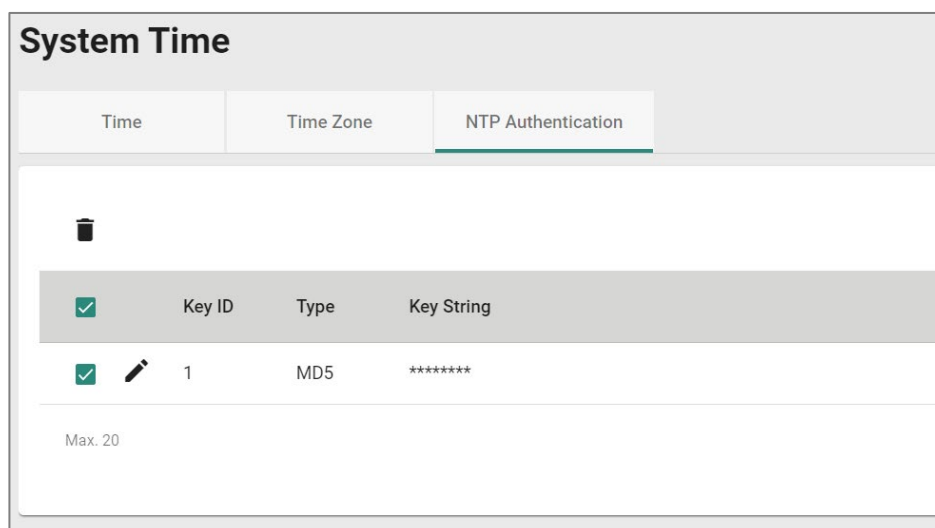 System Time
Time Time Zone NTP Authentication
Key ID Type Key String
1 MD5 ********
Max. 20